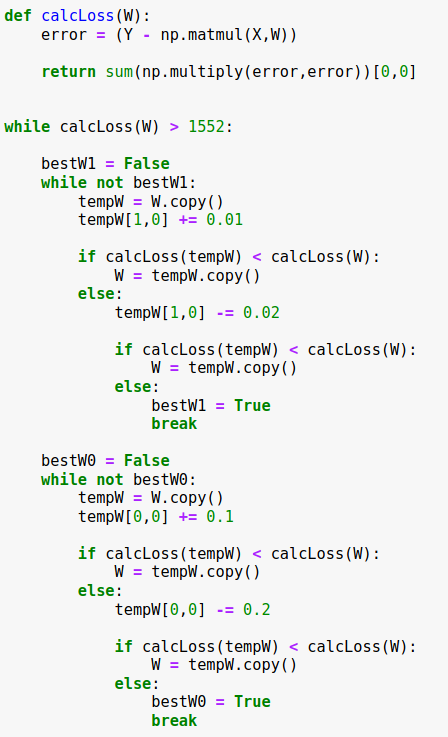 def calcLoss(W):
    error = (Y - np.matmul(X,W))
    return sum(np.multiply(error,error))[0,0]
while calcLoss(W) > 1552:
    bestW1 = False
    while not bestW1:
        tempW = W.copy()
        tempW[1,0] += 0.01
        if calcLoss(tempW) < calcLoss(W):
            W = tempW.copy()
        else:
            tempW[1,0] -= 0.02
            if calcLoss(tempW) < calcLoss(W):
                W = tempW.copy()
            else:
                bestW1 = True
                break
    bestW0 = False
    while not bestW0:
        tempW = W.copy()
        tempW[0,0] += 0.1
        if calcLoss(tempW) < calcLoss(W):
            W = tempW.copy()
        else:
            tempW[0,0] -= 0.2
            if calcLoss(tempW) < calcLoss(W):
                W = tempW.copy()
            else:
                bestW0 = True
                break